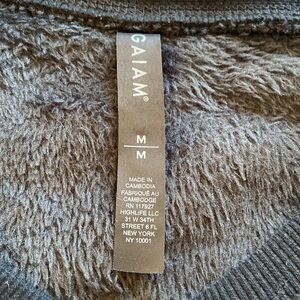 GAIAM®
M
M
MADE IN
CAMBODIA
FABRIQUÉ AU
CAMBODGE
RN 117927
HIGHLIFE LLC
31 W 34TH
STREET 6 FL
NEW YORK
NY 10001